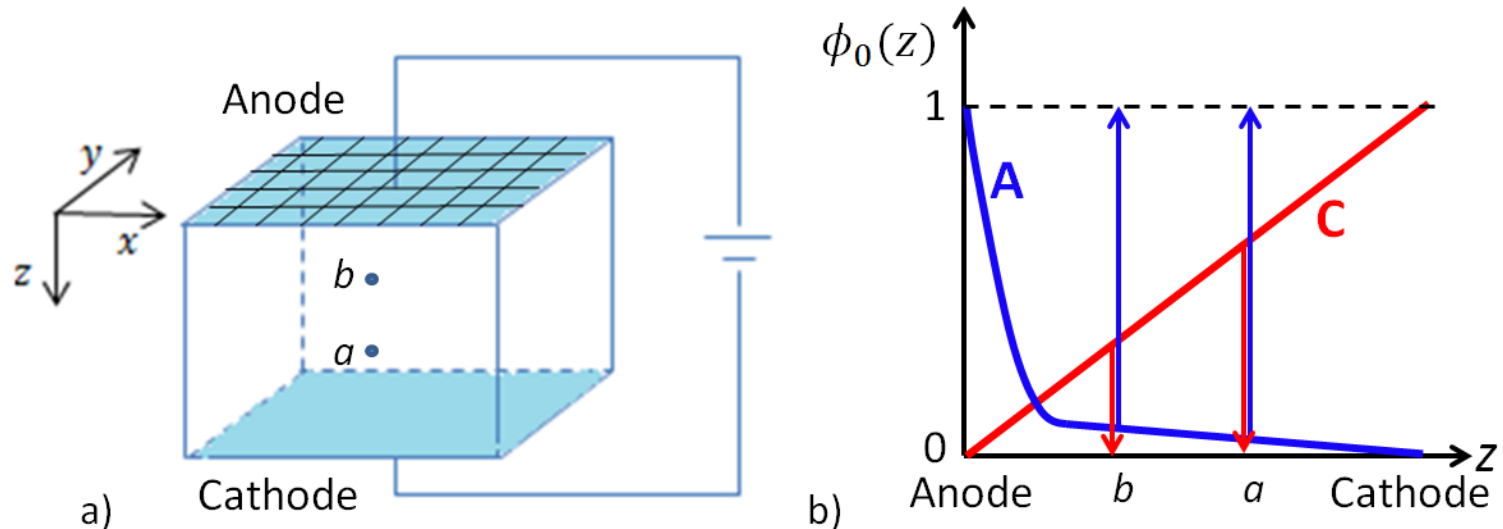 Anode
y
x
z
b
a
Cathode
a)
ϕ₀(z)
1
A
C
0
z
Anode b a Cathode
b)